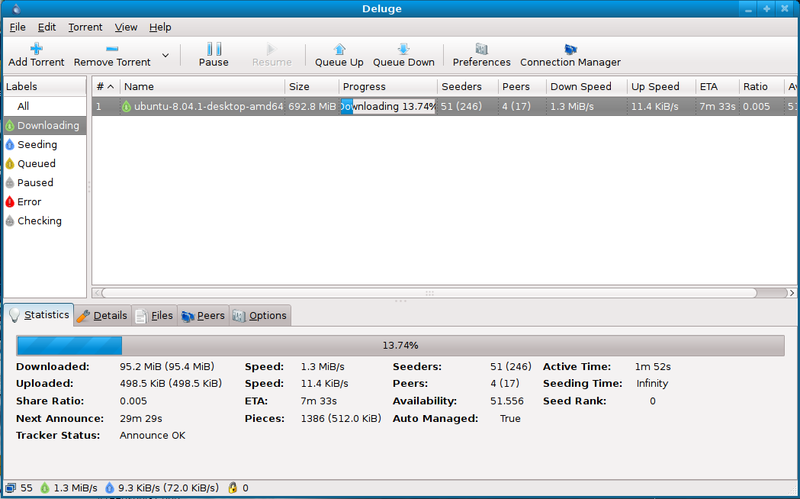 Deluge
File Edit Torrent View Help
Add Torrent Remove Torrent Pause Resume Queue Up Queue Down Preferences Connection Manager
Labels
All
Downloading
Seeding
Queued
Paused
Error
Checking
# Name Size Progress Seeders Peers Down Speed Up Speed ETA Ratio Av
1 ubuntu-8.04.1-desktop-amd64 692.8 MiB Downloading 13.74% 51 (246) 4 (17) 1.3 MiB/s 11.4 KiB/s 7m 33s 0.005 51
Statistics Details Files Peers Options
13.74%
Downloaded: 95.2 MiB (95.4 MiB) Speed: 1.3 MiB/s Seeders: 51 (246) Active Time: 1m 52s
Uploaded: 498.5 KiB (498.5 KiB) Speed: 11.4 KiB/s Peers: 4 (17) Seeding Time: Infinity
Share Ratio: 0.005 ETA: 7m 33s Availability: 51.556 Seed Rank: 0
Next Announce: 29m 29s Pieces: 1386 (512.0 KiB) Auto Managed: True
Tracker Status: Announce OK
55 1.3 MiB/s 9.3 KiB/s (72.0 KiB/s) 0